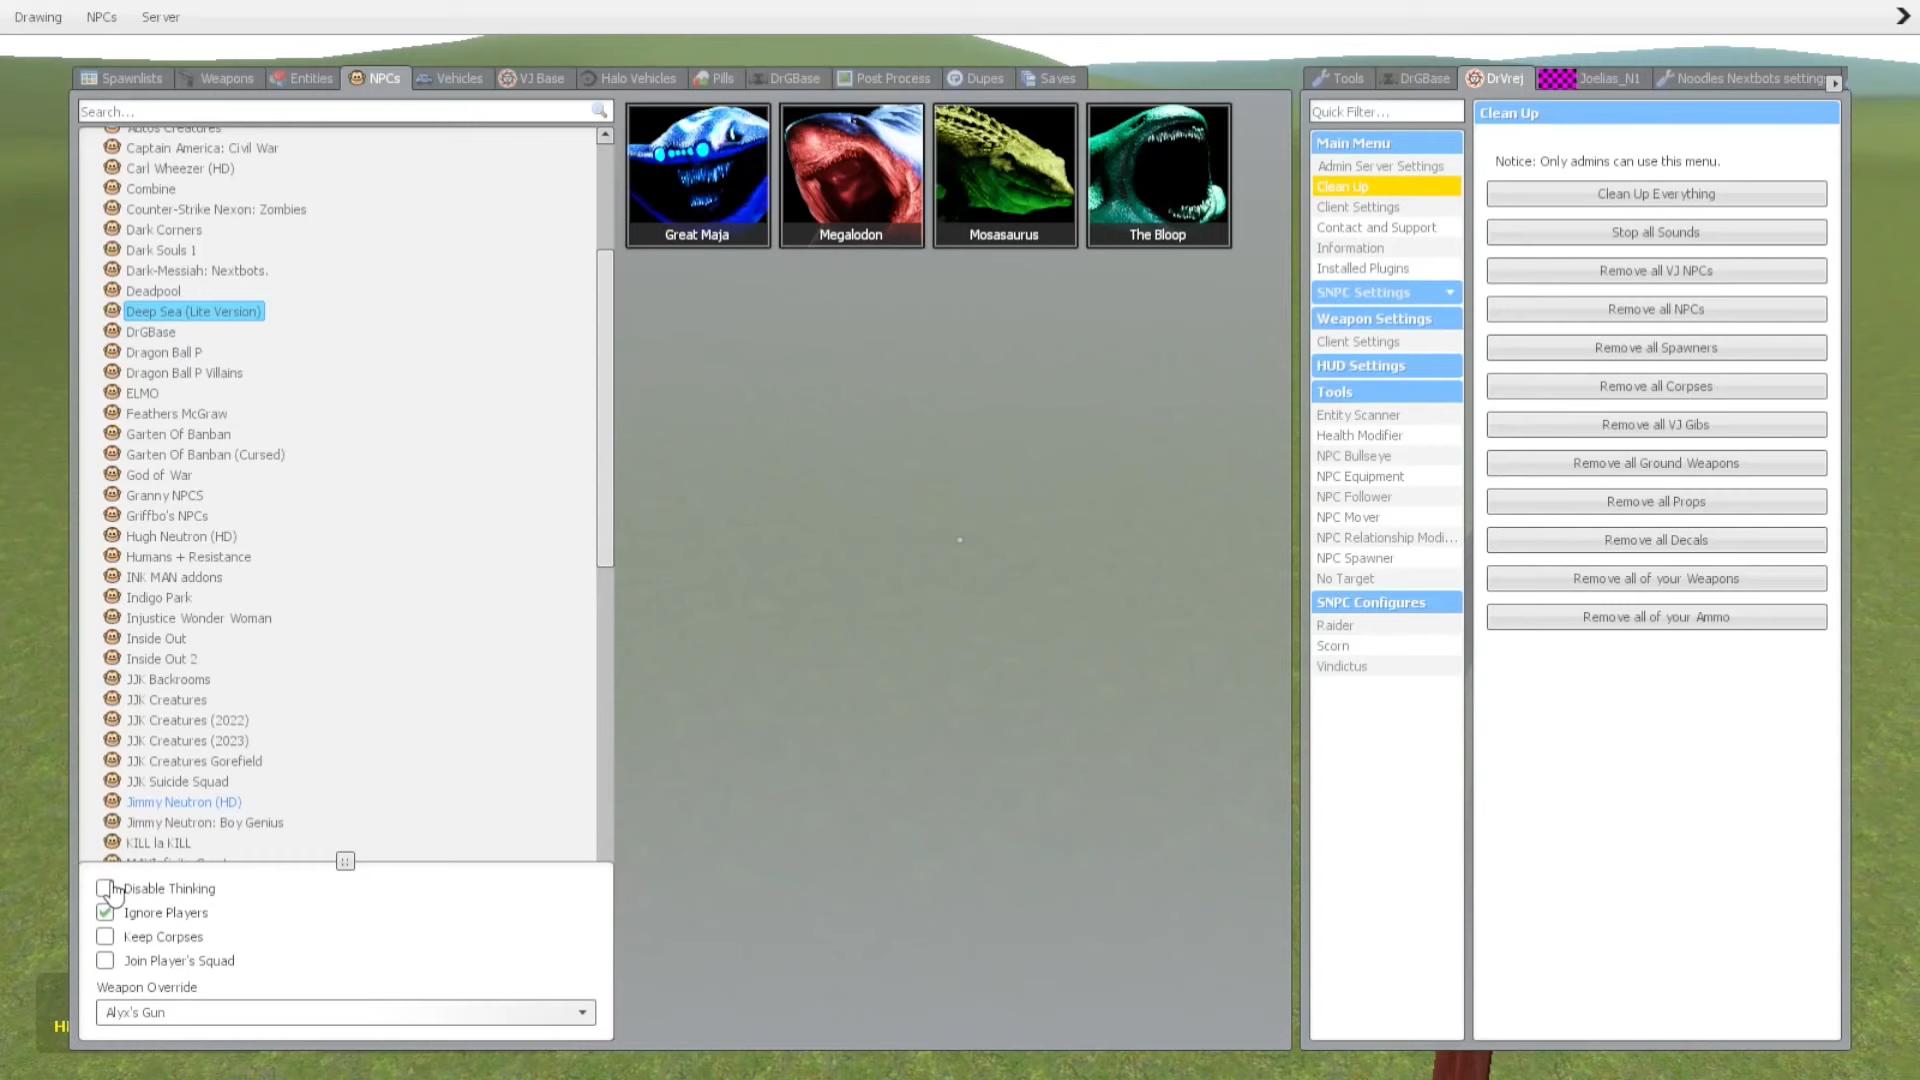 Drawing NPCs Server
Spawnlists Weapons Entities NPCs Vehicles VJ Base Halo Vehicles Pills DrGBase Post Process Dupes Saves
Search...
Autos Creatures
Captain America: Civil War
Carl Wheezer (HD)
Combine
Counter-Strike Nexon: Zombies
Dark Corners
Dark Souls 1
Dark-Messiah: Nextbots.
Deadpool
Deep Sea (Lite Version)
DrGBase
Dragon Ball P
Dragon Ball P Villains
ELMO
Feathers McGraw
Garten Of Banban
Garten Of Banban (Cursed)
God of War
Granny NPCS
Griffbo's NPCs
Hugh Neutron (HD)
Humans + Resistance
INK MAN addons
Indigo Park
Injustice Wonder Woman
Inside Out
Inside Out 2
JJK Backrooms
JJK Creatures
JJK Creatures (2022)
JJK Creatures (2023)
JJK Creatures Gorefield
JJK Suicide Squad
Jimmy Neutron (HD)
Jimmy Neutron: Boy Genius
KILL la KILL
Disable Thinking
Ignore Players
Keep Corpses
Join Player's Squad
Weapon Override
Alyx's Gun
Great Maja
Megalodon
Mosasaurus
The Bloop
Tools DrGBase DrVrej Joelias_N1 Noodles Nextbots setting
Quick Filter...
Main Menu
Admin Server Settings
Clean Up
Client Settings
Contact and Support
Information
Installed Plugins
SNPC Settings
Weapon Settings
Client Settings
HUD Settings
Tools
Entity Scanner
Health Modifier
NPC Bullseye
NPC Equipment
NPC Follower
NPC Mover
NPC Relationship Modi...
NPC Spawner
No Target
SNPC Configures
Raider
Scorn
Vindictus
Clean Up
Notice: Only admins can use this menu.
Clean Up Everything
Stop all Sounds
Remove all VJ NPCs
Remove all NPCs
Remove all Spawners
Remove all Corpses
Remove all VJ Gibs
Remove all Ground Weapons
Remove all Props
Remove all Decals
Remove all of your Weapons
Remove all of your Ammo